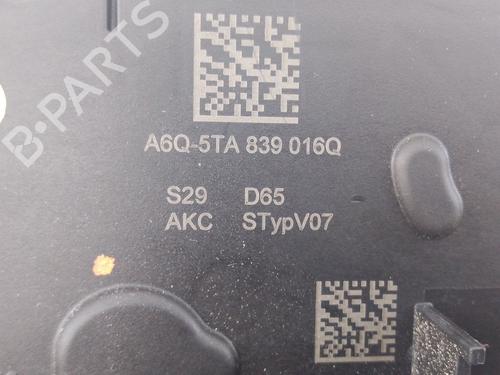 B-PARTS
A6Q-5TA 839 016Q
S29 D65
AKC STypV07